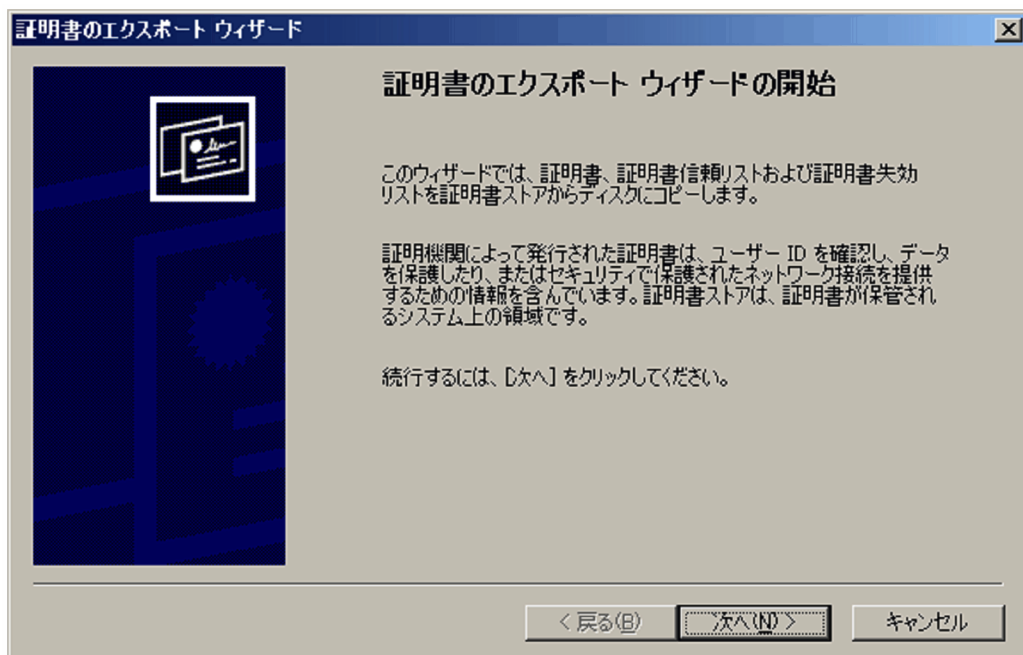 証明書のエクスポート ウィザード
証明書のエクスポート ウィザードの開始
このウィザードでは、証明書、証明書信頼リストおよび証明書失効
リストを証明書ストアからディスクにコピーします。
証明機関によって発行された証明書は、ユーザー ID を確認し、データ
を保護したり、またはセキュリティで保護されたネットワーク接続を提供
するための情報を含んでいます。証明書ストアは、証明書が保管され
るシステム上の領域です。
続行するには、[次へ] をクリックしてください。
< 戻る(B) 次へ(N) > キャンセル